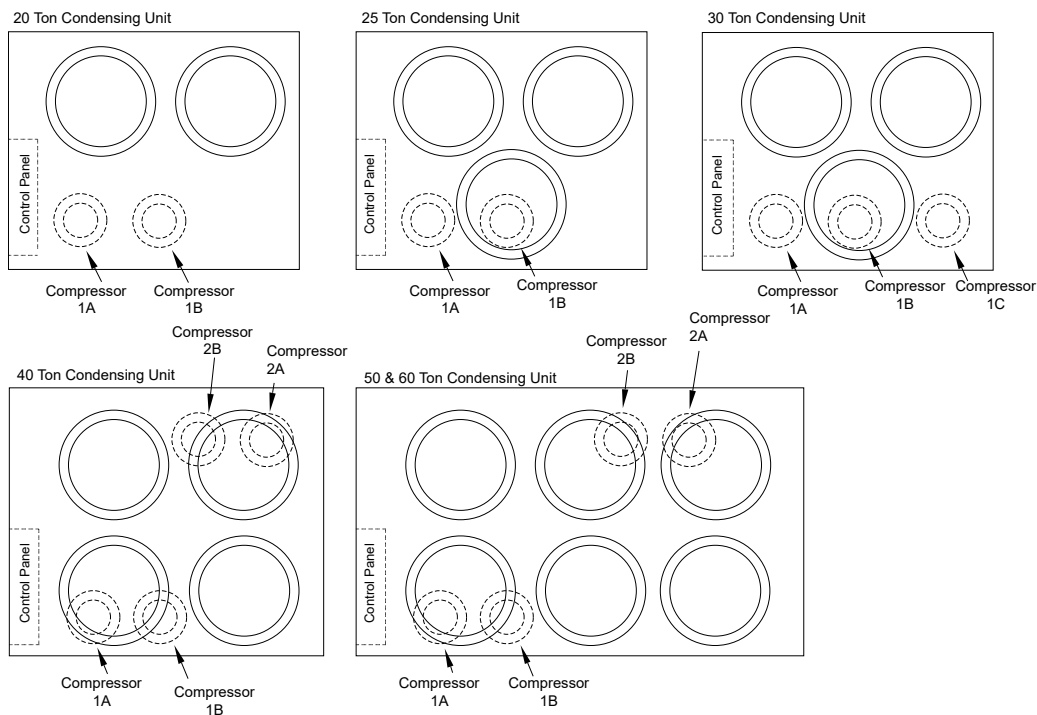 20 Ton Condensing Unit
Control Panel
Compressor
1A
Compressor
1B
25 Ton Condensing Unit
Control Panel
Compressor
1A
Compressor
1B
30 Ton Condensing Unit
Control Panel
Compressor
1A
Compressor
1B
Compressor
1C
40 Ton Condensing Unit
Compressor
2B
Compressor
2A
Control Panel
Compressor
1A
Compressor
1B
50 & 60 Ton Condensing Unit
Compressor
2B
Compressor
2A
Control Panel
Compressor
1A
Compressor
1B